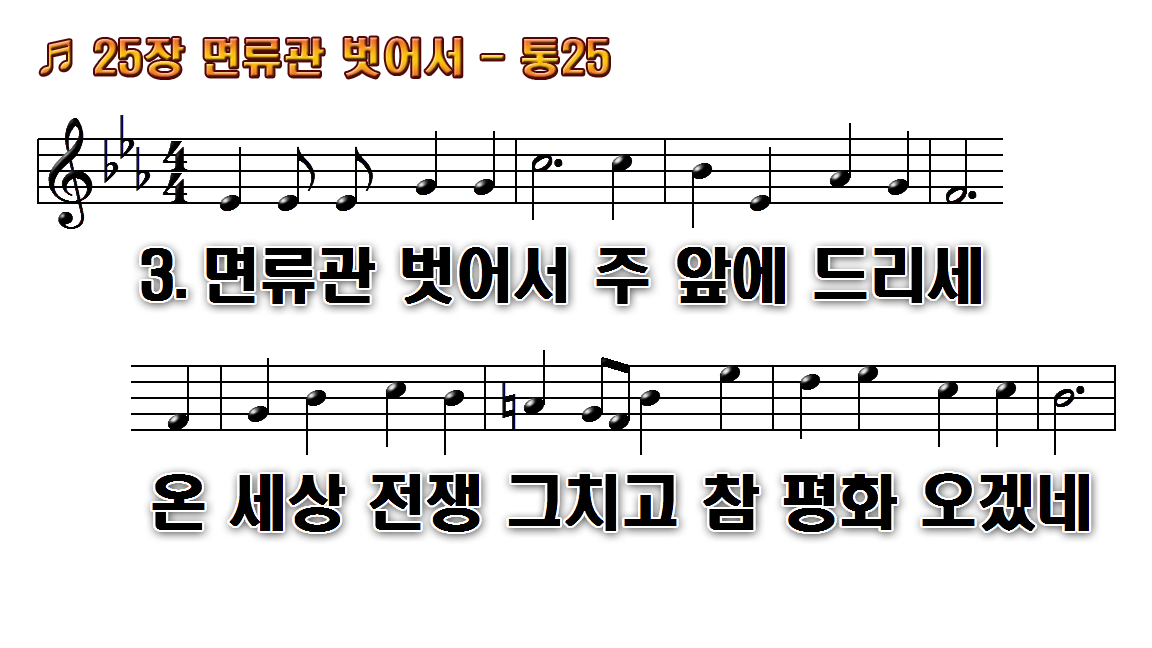 25장 면류관 벗어서 - 통25
3. 면류관 벗어서 주 앞에 드리세
온 세상 전쟁 그치고 참 평화 오겠네